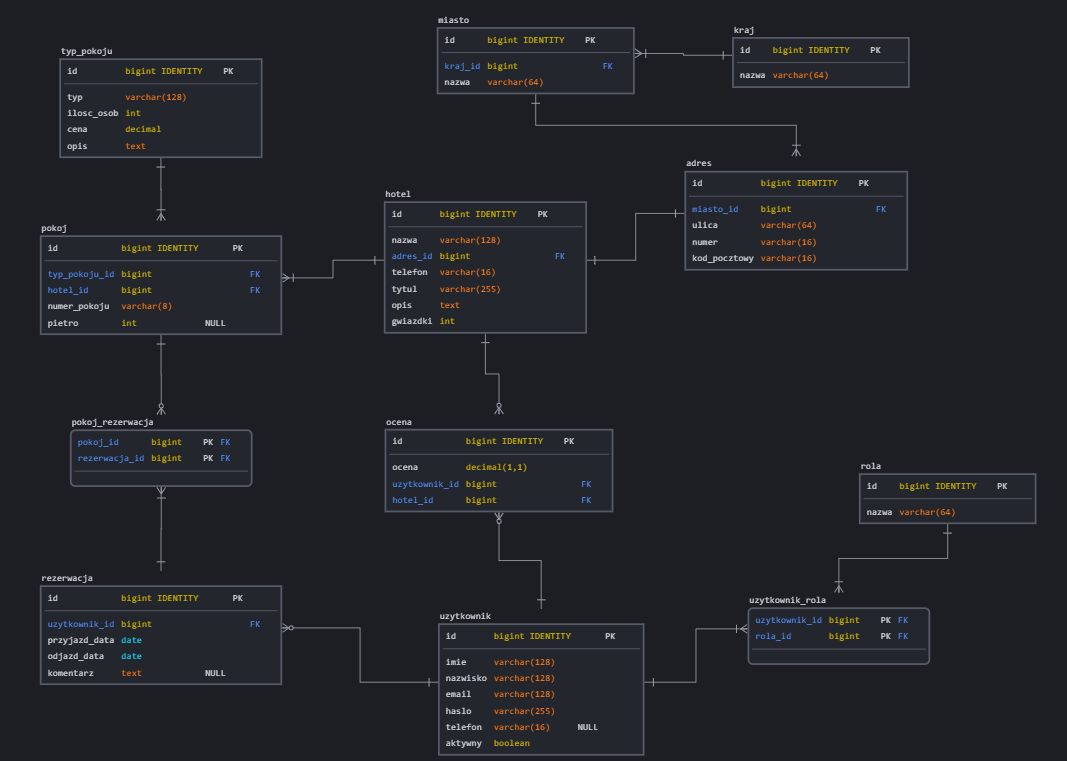 miasto
id bigint IDENTITY PK
kraj_id bigint FK
nazwa varchar(64)
kraj
id bigint IDENTITY PK
nazwa varchar(64)
typ_pokoju
id bigint IDENTITY PK
typ varchar(128)
ilosc_osob int
cena decimal
opis text
adres
id bigint IDENTITY PK
miasto_id bigint FK
ulica varchar(64)
numer varchar(16)
kod_pocztowy varchar(16)
hotel
id bigint IDENTITY PK
nazwa varchar(128)
adres_id bigint FK
telefon varchar(16)
tytul varchar(255)
opis text
gwiazdki int
pokoj
id bigint IDENTITY PK
typ_pokoju_id bigint FK
hotel_id bigint FK
numer_pokoju varchar(8)
pietro int NULL
pokoj_rezerwacja
pokoj_id bigint PK FK
rezerwacja_id bigint PK FK
ocena
id bigint IDENTITY PK
ocena decimal(1,1)
uzytkownik_id bigint FK
hotel_id bigint FK
rola
id bigint IDENTITY PK
nazwa varchar(64)
rezerwacja
id bigint IDENTITY PK
uzytkownik_id bigint FK
przyjazd_data date
odjazd_data date
komentarz text NULL
uzytkownik
id bigint IDENTITY PK
imie varchar(128)
nazwisko varchar(128)
email varchar(128)
haslo varchar(255)
telefon varchar(16) NULL
aktywny boolean
uzytkownik_rola
uzytkownik_id bigint PK FK
rola_id bigint PK FK